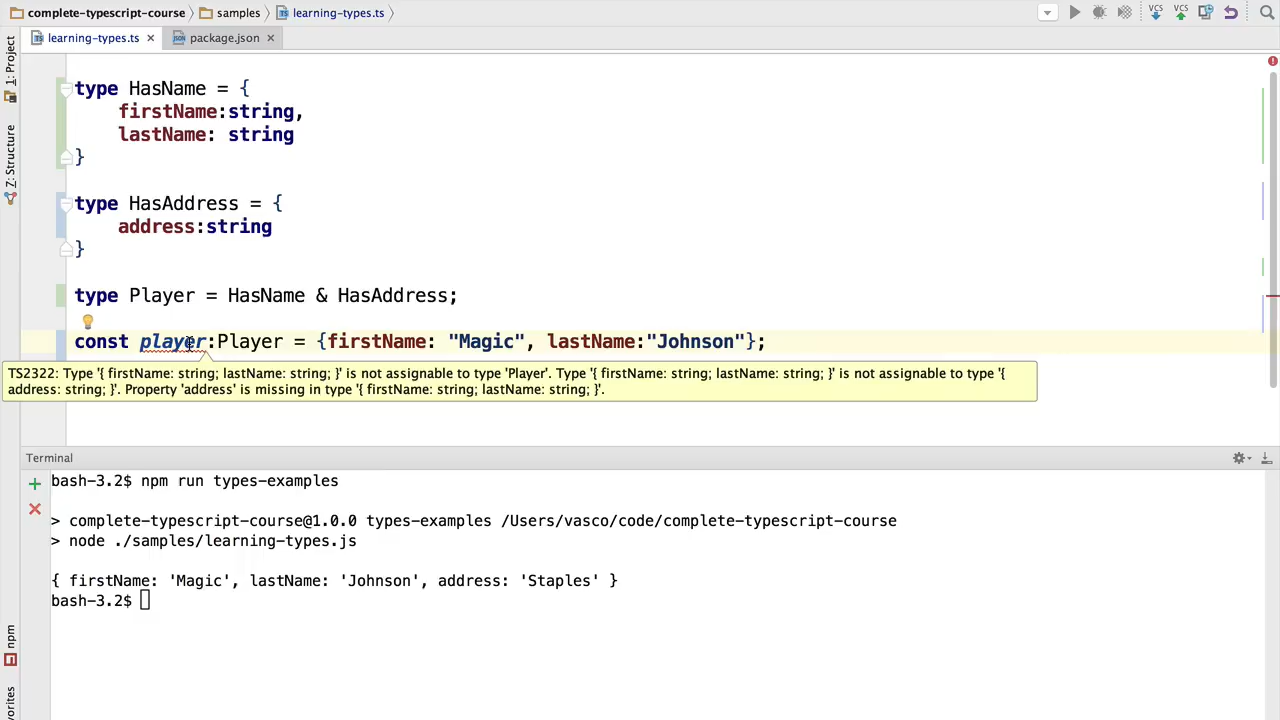 complete-typescript-course samples learning-types.ts
VCS VCS
learning-types.ts package.json
1: Project
Z: Structure
type HasName = {
firstName:string,
lastName: string
}
type HasAddress = {
address:string
}
type Player = HasName & HasAddress;
const player:Player = {firstName: "Magic", lastName:"Johnson"};
TS2322: Type '{ firstName: string; lastName: string; }' is not assignable to type 'Player'. Type '{ firstName: string; lastName: string; }' is not assignable to type '{
address: string; }'. Property 'address' is missing in type '{ firstName: string; lastName: string; }'.
Terminal
bash-3.2$ npm run types-examples
> complete-typescript-course@1.0.0 types-examples /Users/vasco/code/complete-typescript-course
> node ./samples/learning-types.js
{ firstName: 'Magic', lastName: 'Johnson', address: 'Staples' }
bash-3.2$
npm
vorites